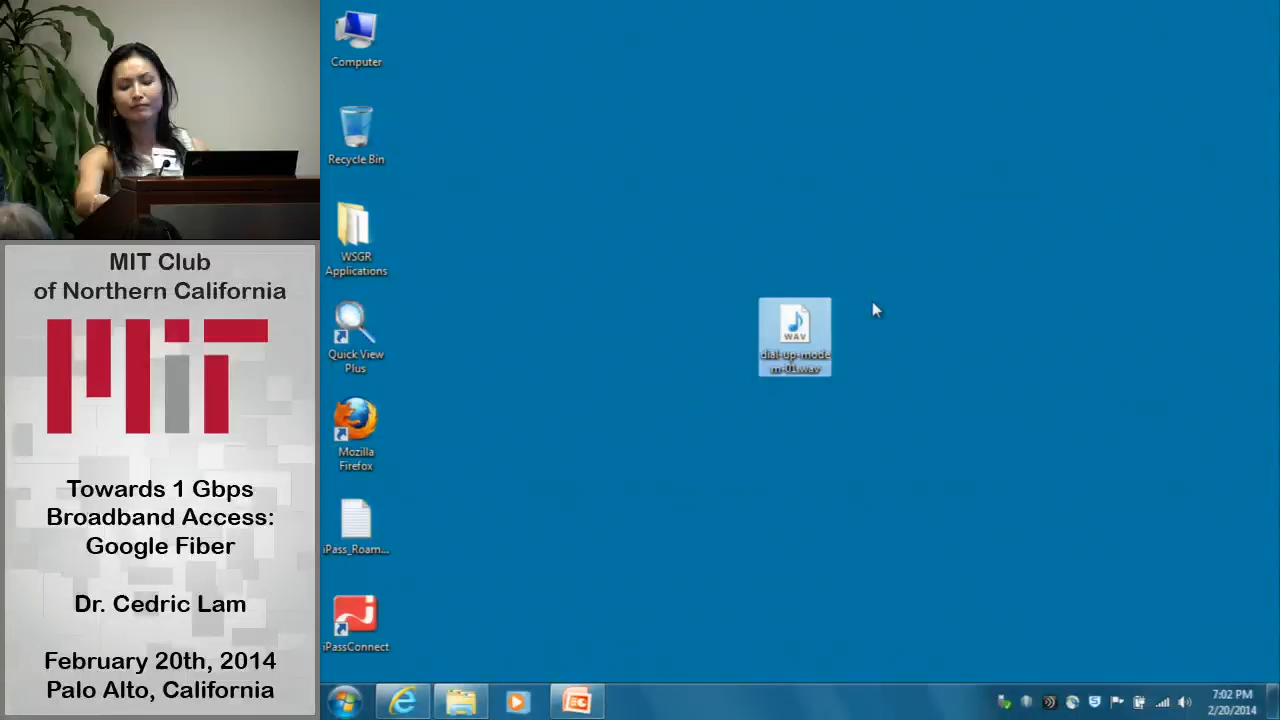 MIT Club
of Northern California
MiT
Towards 1 Gbps
Broadband Access:
Google Fiber
Dr. Cedric Lam
February 20th, 2014
Palo Alto, California
Computer
Recycle Bin
WSGR
Applications
Quick View
Plus
Mozilla
Firefox
iPass_Roam...
iPassConnect
WAV
dial-up-mode
m-01.wav
7:02 PM
2/20/2014